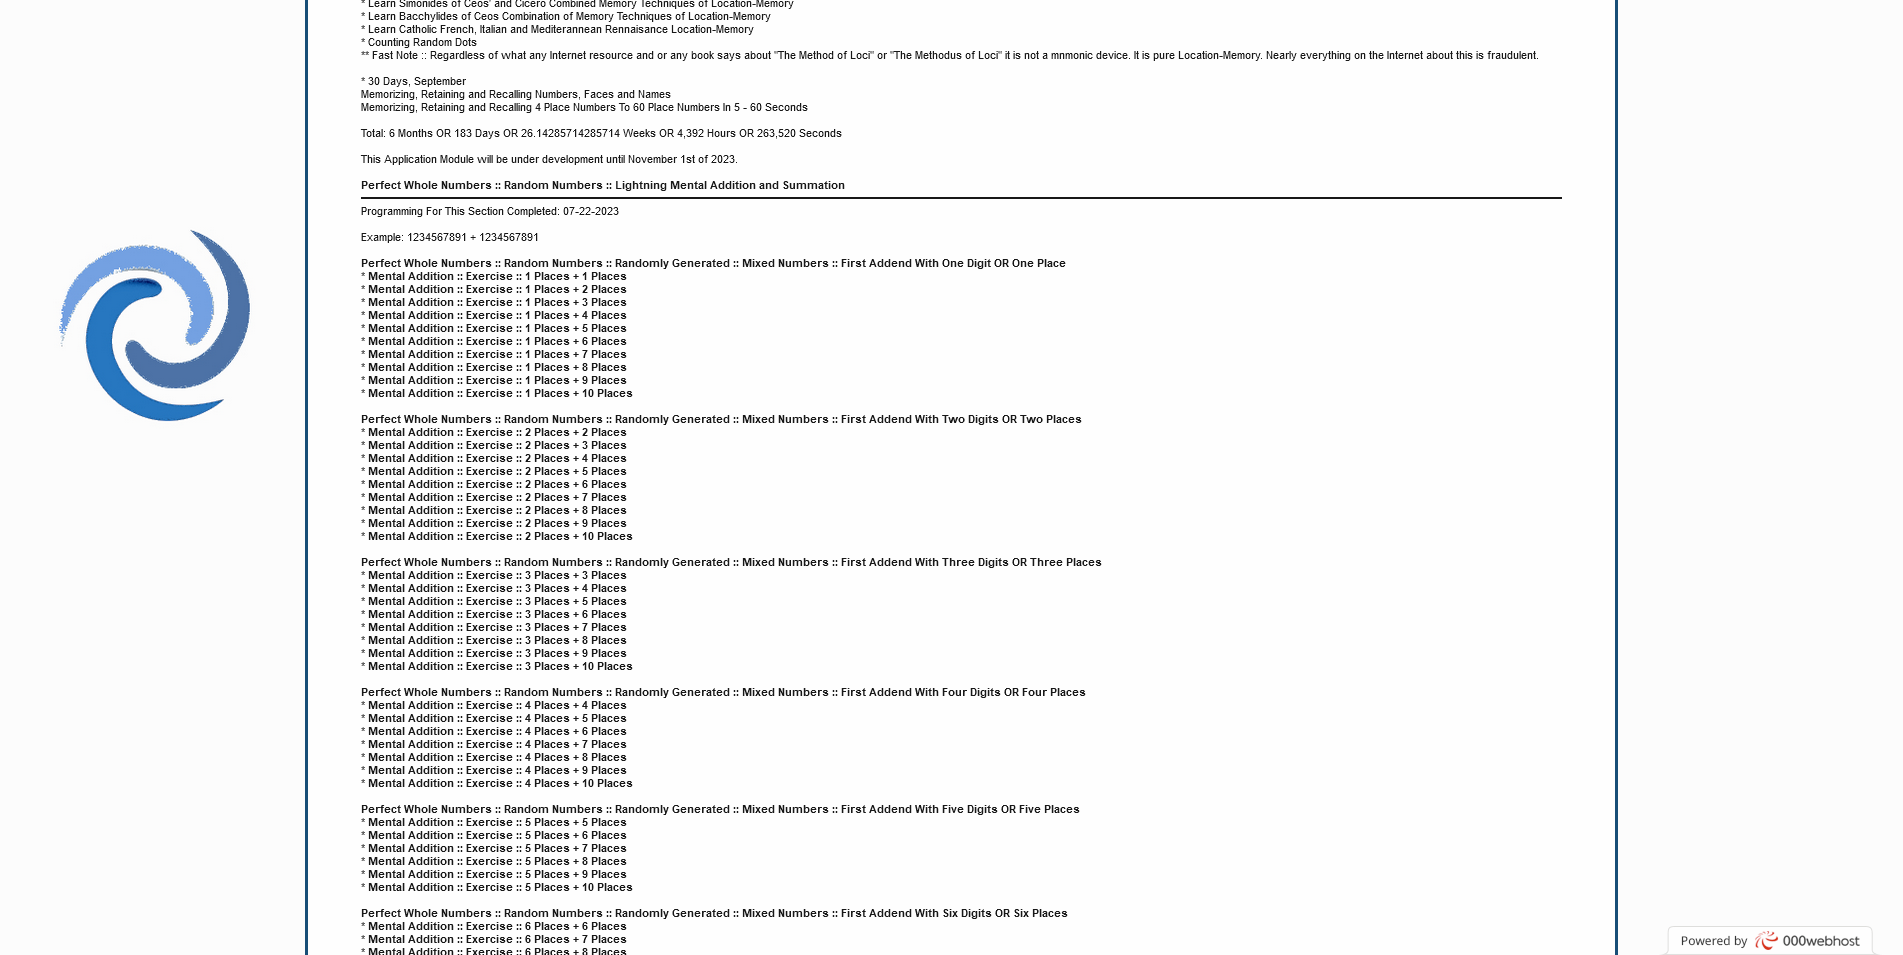 * Learn Simonides of Ceos' and Cicero Combined Memory Techniques of Location-Memory
* Learn Bacchylides of Ceos Combination of Memory Techniques of Location-Memory
* Learn Catholic French, Italian and Mediterannean Rennaisance Location-Memory
* Counting Random Dots
** Fast Note :: Regardless of what any Internet resource and or any book says about "The Method of Loci" or "The Methodus of Loci" it is not a mnmonic device. It is pure Location-Memory. Nearly everything on the Internet about this is fraudulent.
* 30 Days, September
Memorizing, Retaining and Recalling Numbers, Faces and Names
Memorizing, Retaining and Recalling 4 Place Numbers To 60 Place Numbers In 5 - 60 Seconds
Total: 6 Months OR 183 Days OR 26.14285714285714 Weeks OR 4,392 Hours OR 263,520 Seconds
This Application Module will be under development until November 1st of 2023.
Perfect Whole Numbers :: Random Numbers :: Lightning Mental Addition and Summation
Programming For This Section Completed: 07-22-2023
Example: 1234567891 + 1234567891
Perfect Whole Numbers :: Random Numbers :: Randomly Generated :: Mixed Numbers :: First Addend With One Digit OR One Place
* Mental Addition :: Exercise :: 1 Places + 1 Places
* Mental Addition :: Exercise :: 1 Places + 2 Places
* Mental Addition :: Exercise :: 1 Places + 3 Places
* Mental Addition :: Exercise :: 1 Places + 4 Places
* Mental Addition :: Exercise :: 1 Places + 5 Places
* Mental Addition :: Exercise :: 1 Places + 6 Places
* Mental Addition :: Exercise :: 1 Places + 7 Places
* Mental Addition :: Exercise :: 1 Places + 8 Places
* Mental Addition :: Exercise :: 1 Places + 9 Places
* Mental Addition :: Exercise :: 1 Places + 10 Places
Perfect Whole Numbers :: Random Numbers :: Randomly Generated :: Mixed Numbers :: First Addend With Two Digits OR Two Places
* Mental Addition :: Exercise :: 2 Places + 2 Places
* Mental Addition :: Exercise :: 2 Places + 3 Places
* Mental Addition :: Exercise :: 2 Places + 4 Places
* Mental Addition :: Exercise :: 2 Places + 5 Places
* Mental Addition :: Exercise :: 2 Places + 6 Places
* Mental Addition :: Exercise :: 2 Places + 7 Places
* Mental Addition :: Exercise :: 2 Places + 8 Places
* Mental Addition :: Exercise :: 2 Places + 9 Places
* Mental Addition :: Exercise :: 2 Places + 10 Places
Perfect Whole Numbers :: Random Numbers :: Randomly Generated :: Mixed Numbers :: First Addend With Three Digits OR Three Places
* Mental Addition :: Exercise :: 3 Places + 3 Places
* Mental Addition :: Exercise :: 3 Places + 4 Places
* Mental Addition :: Exercise :: 3 Places + 5 Places
* Mental Addition :: Exercise :: 3 Places + 6 Places
* Mental Addition :: Exercise :: 3 Places + 7 Places
* Mental Addition :: Exercise :: 3 Places + 8 Places
* Mental Addition :: Exercise :: 3 Places + 9 Places
* Mental Addition :: Exercise :: 3 Places + 10 Places
Perfect Whole Numbers :: Random Numbers :: Randomly Generated :: Mixed Numbers :: First Addend With Four Digits OR Four Places
* Mental Addition :: Exercise :: 4 Places + 4 Places
* Mental Addition :: Exercise :: 4 Places + 5 Places
* Mental Addition :: Exercise :: 4 Places + 6 Places
* Mental Addition :: Exercise :: 4 Places + 7 Places
* Mental Addition :: Exercise :: 4 Places + 8 Places
* Mental Addition :: Exercise :: 4 Places + 9 Places
* Mental Addition :: Exercise :: 4 Places + 10 Places
Perfect Whole Numbers :: Random Numbers :: Randomly Generated :: Mixed Numbers :: First Addend With Five Digits OR Five Places
* Mental Addition :: Exercise :: 5 Places + 5 Places
* Mental Addition :: Exercise :: 5 Places + 6 Places
* Mental Addition :: Exercise :: 5 Places + 7 Places
* Mental Addition :: Exercise :: 5 Places + 8 Places
* Mental Addition :: Exercise :: 5 Places + 9 Places
* Mental Addition :: Exercise :: 5 Places + 10 Places
Perfect Whole Numbers :: Random Numbers :: Randomly Generated :: Mixed Numbers :: First Addend With Six Digits OR Six Places
* Mental Addition :: Exercise :: 6 Places + 6 Places
* Mental Addition :: Exercise :: 6 Places + 7 Places
* Mental Addition :: Exercise :: 6 Places + 8 Places
Powered by 000webhost